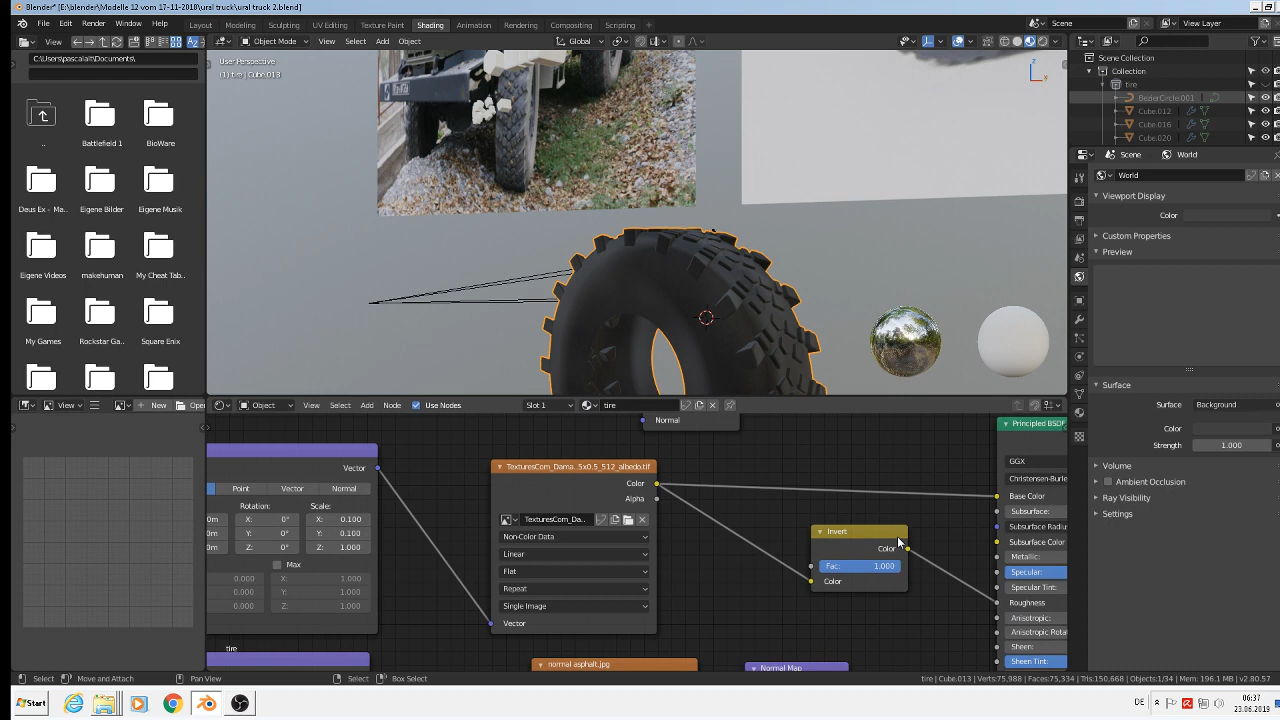 Blender* [E:\blender\Modelle 12 vom 17-11-2018\ural truck\ural truck 2.blend]
File Edit Render Window Help
Layout Modeling Sculpting UV Editing Texture Paint Shading Animation Rendering Compositing Scripting
Scene View Layer
View
Object Mode View Select Add Object Global
C:\Users\pascalalt\Documents\
User Perspective
(1) tire | Cube.013
Z
Scene Collection
Collection
tire
BezierCircle.001
Cube.012
Cube.016
Cube.020
.. Battlefield 1 BioWare
Deus Ex - Ma... Eigene Bilder Eigene Musik
Eigene Videos makehuman My Cheat Tab...
My Games Rockstar Ga... Square Enix
Scene World
World
Viewport Display
Color
Custom Properties
Preview
Surface
Surface Background
Color
Strength 1.000
Volume
Ambient Occlusion
Ray Visibility
Settings
View New Open
Object View Select Add Node Use Nodes Slot 1 tire
Normal
Vector
Point Vector Normal
Rotation: Scale:
0m X: 0° X: 0.100
0m Y: 0° Y: 0.100
0m Z: 0° Z: 1.000
Max
0.000 X: 1.000
0.000 Y: 1.000
0.000 Z: 1.000
tire
TexturesCom_Dama..5x0.5_512_albedo.tif
Color
Alpha
TexturesCom_Da..
Non-Color Data
Linear
Flat
Repeat
Single Image
Vector
normal asphalt.jpg
Normal Map
Invert
Color
Fac: 1.000
Color
Principled BSDF
GGX
Christensen-Burley
Base Color
Subsurface:
Subsurface Radiu
Subsurface Color
Metallic:
Specular:
Specular Tint:
Roughness
Anisotropic:
Anisotropic Rotat
Sheen:
Sheen Tint:
Select Move and Attach Pan View Select Box Select
tire | Cube.013 | Verts:75,988 | Faces:75,334 | Tris:150,668 | Objects:1/34 | Mem: 196.1 MB | v2.80.57
Start
DE
06:37
23.06.2019